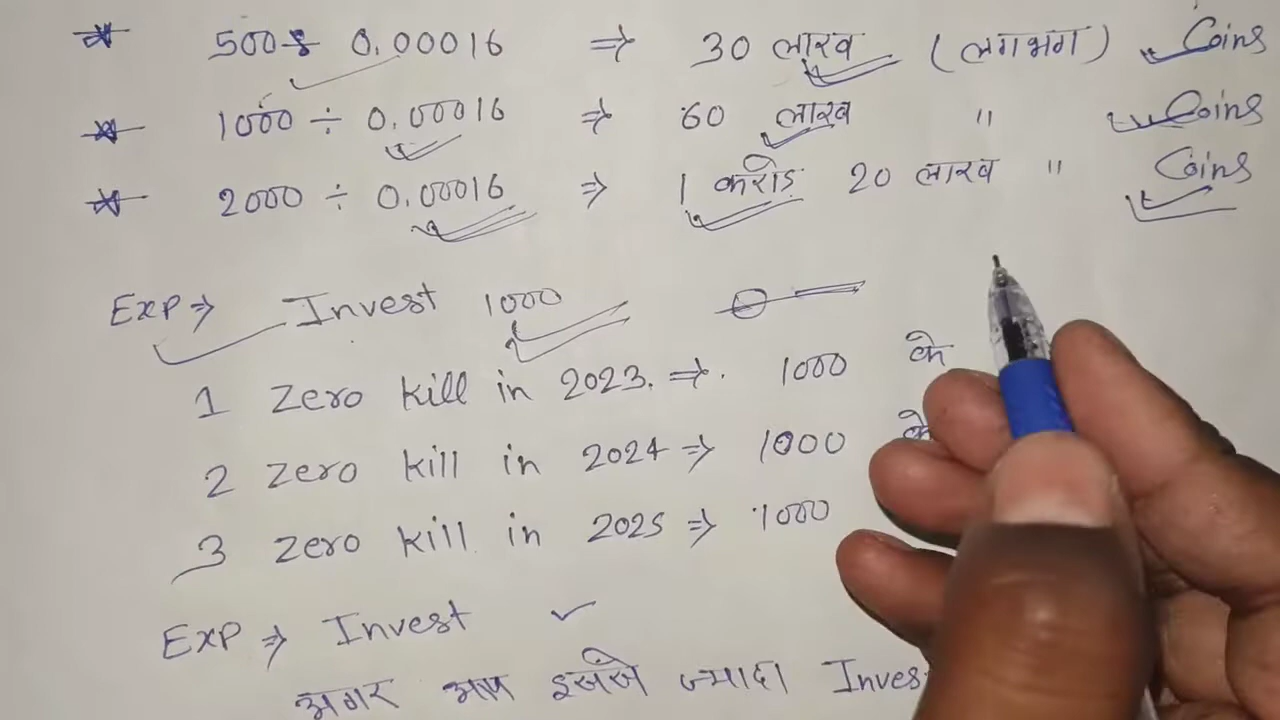 500 ÷ 0.00016 ⇒ 30 लाख (लगभग) Coins
1000 ÷ 0.00016 ⇒ 60 लाख " Coins
2000 ÷ 0.00016 ⇒ 1 करोड़ 20 लाख " Coins
Exp ⇒ Invest 1000
1 Zero kill in 2023. ⇒ 1000 के
2 Zero kill in 2024 ⇒ 1000 के
3 Zero kill in 2025 ⇒ 1000
Exp ⇒ Invest
अगर आप इससे ज्यादा Inves